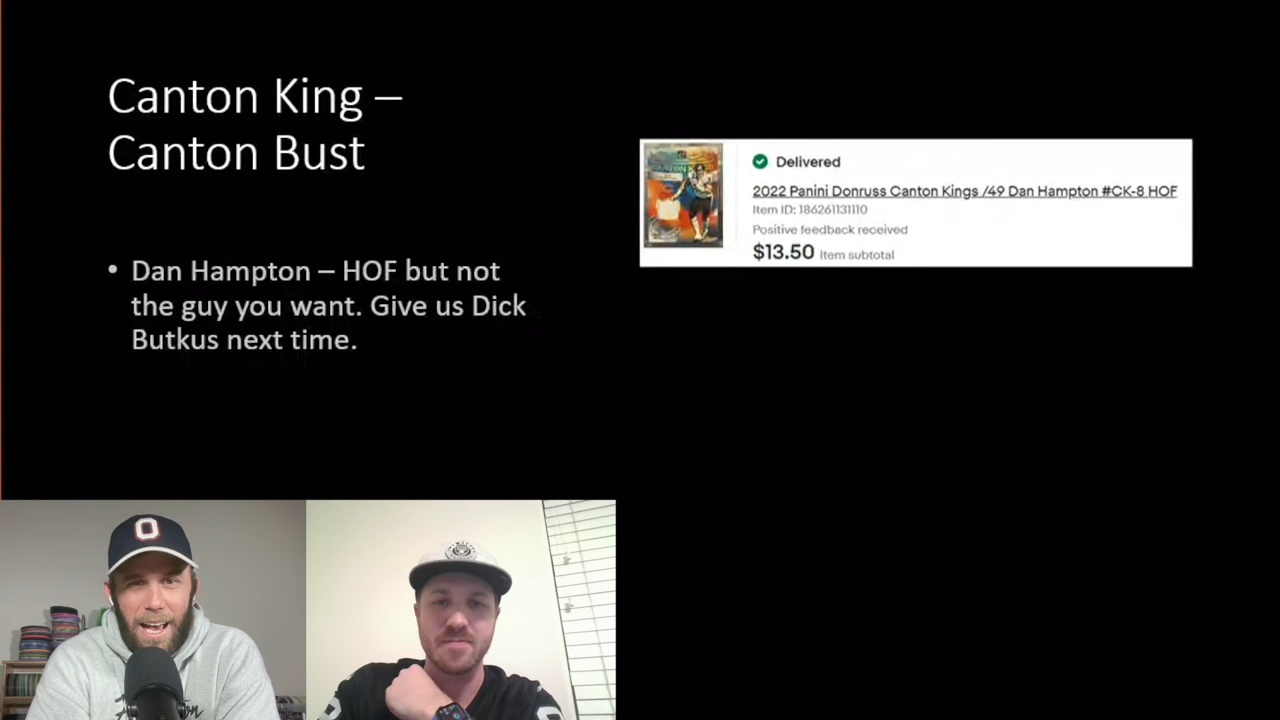 Canton King –
Canton Bust
• Dan Hampton – HOF but not
the guy you want. Give us Dick
Butkus next time.
Delivered
2022 Panini Donruss Canton Kings /49 Dan Hampton #CK-8 HOF
Item ID: 186261131110
Positive feedback received
$13.50 Item subtotal
O